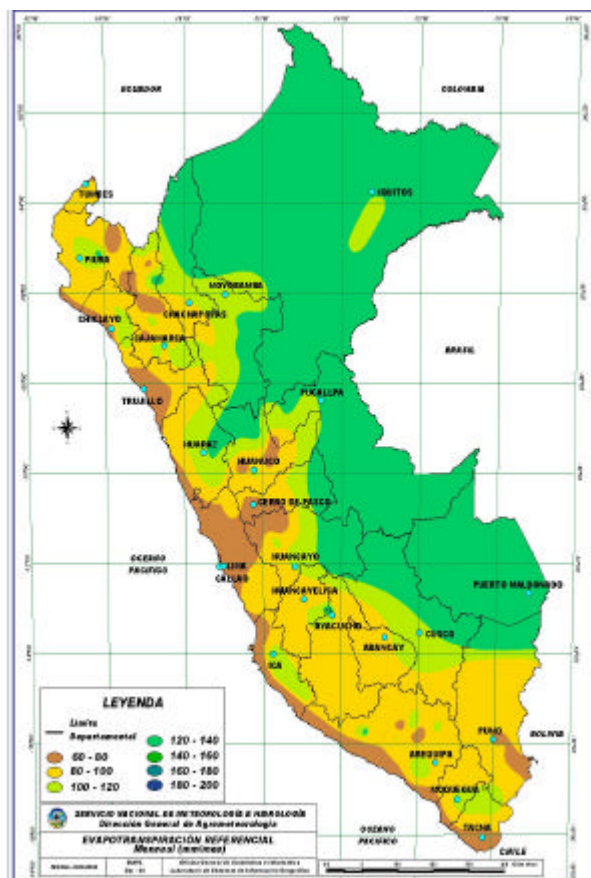 ECUADOR
COLOMBIA
TUMBES
IQUITOS
PIURA
MOYOBAMBA
CHACHAPOYAS
CHICLAYO
CAJAMARCA
BRASIL
TRUJILLO
PUCALLPA
HUARAZ
HUANUCO
CERRO DE PASCO
OCEANO
PACIFICO
LIMA
CALLAO
HUANCAYO
HUANCAVELICA
PUERTO MALDONADO
AYACUCHO
ABANCAY
CUSCO
ICA
PUNO
BOLIVIA
AREQUIPA
MOQUEGUA
TACNA
OCEANO
PACIFICO
CHILE
LEYENDA
Limite
Departamental
60 - 80
80 - 100
100 - 120
120 - 140
140 - 160
160 - 180
180 - 200
SERVICIO NACIONAL DE METEOROLOGÍA E HIDROLOGÍA
Dirección General de Agrometeorología
EVAPOTRANSPIRACIÓN REFERENCIAL
Mensual (mm/mes)